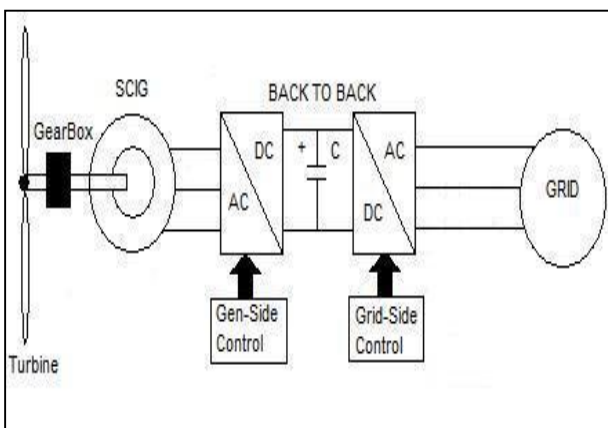 SCIG
BACK TO BACK
GearBox
DC
AC
+
C
AC
DC
GRID
Gen-Side
Control
Grid-Side
Control
Turbine